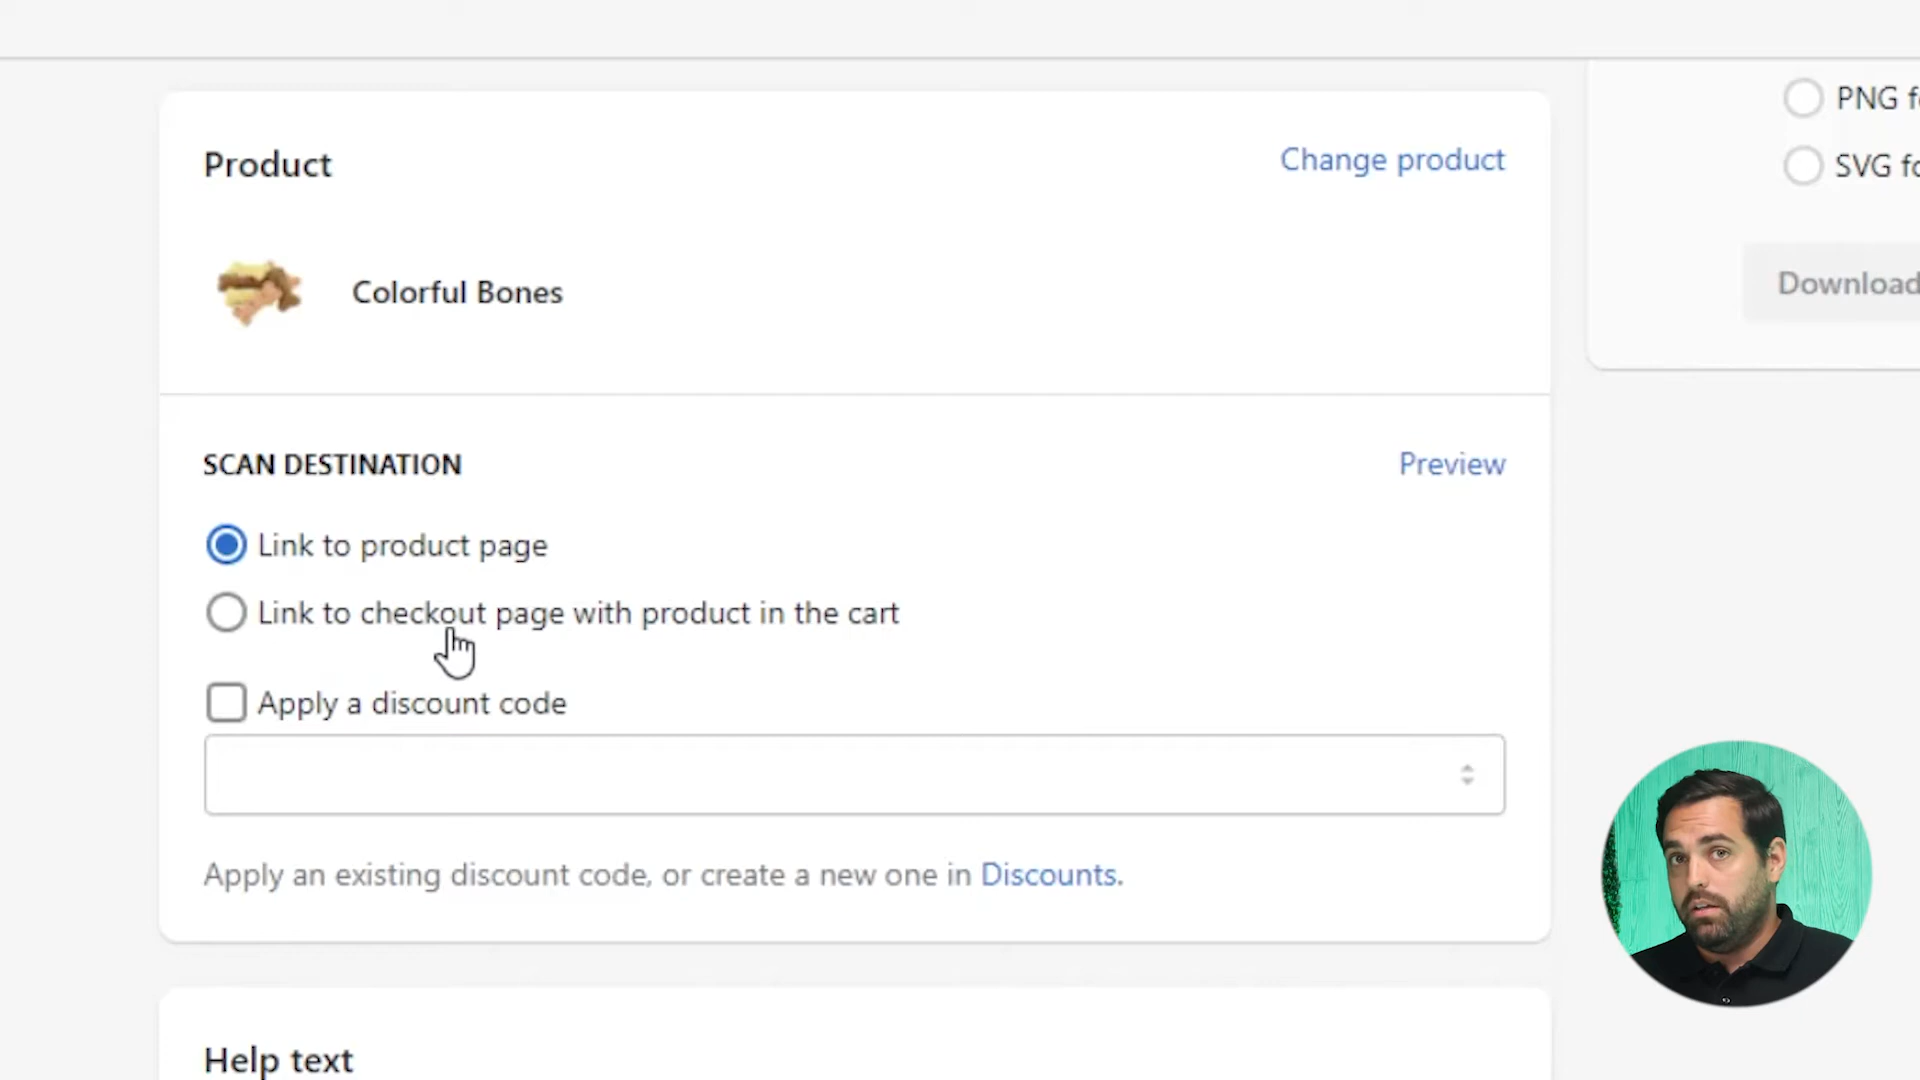 Product
Change product
Colorful Bones
SCAN DESTINATION
Preview
Link to product page
Link to checkout page with product in the cart
Apply a discount code
Apply an existing discount code, or create a new one in Discounts.
Help text
PNG
SVG
Download